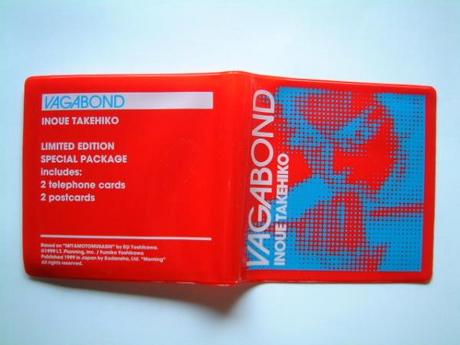 VAGABOND
INOUE TAKEHIKO
LIMITED EDITION
SPECIAL PACKAGE
includes:
2 telephone cards
2 postcards
Based on "MIYAMOTOMUSASHI" by Eiji Yoshikawa.
©1999 I.T. Planning, Inc. / Fumiko Yoshikawa
Published 1999 in Japan by Kodansha, Ltd. "Morning"
All rights reserved.
VAGABOND
INOUE TAKEHIKO